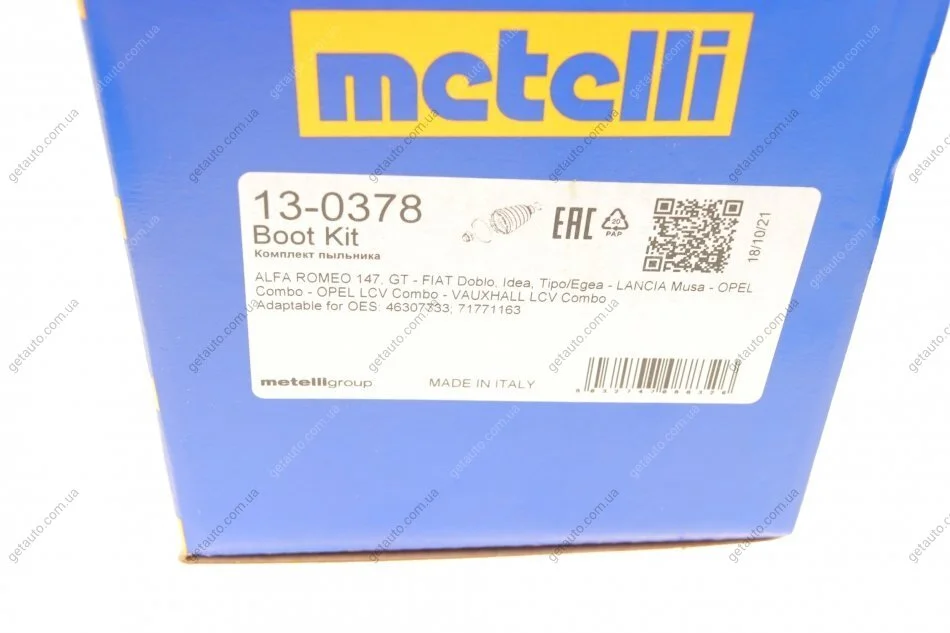 metelli
13-0378
Boot Kit
Комплект пыльника
EAC
20
PAP
18/10/21
ALFA ROMEO 147, GT - FIAT Doblo, Idea, Tipo/Egea - LANCIA Musa - OPEL
Combo - OPEL LCV Combo - VAUXHALL LCV Combo
Adaptable for OES: 46307333, 71771163
metelligroup
MADE IN ITALY
getauto.com.ua